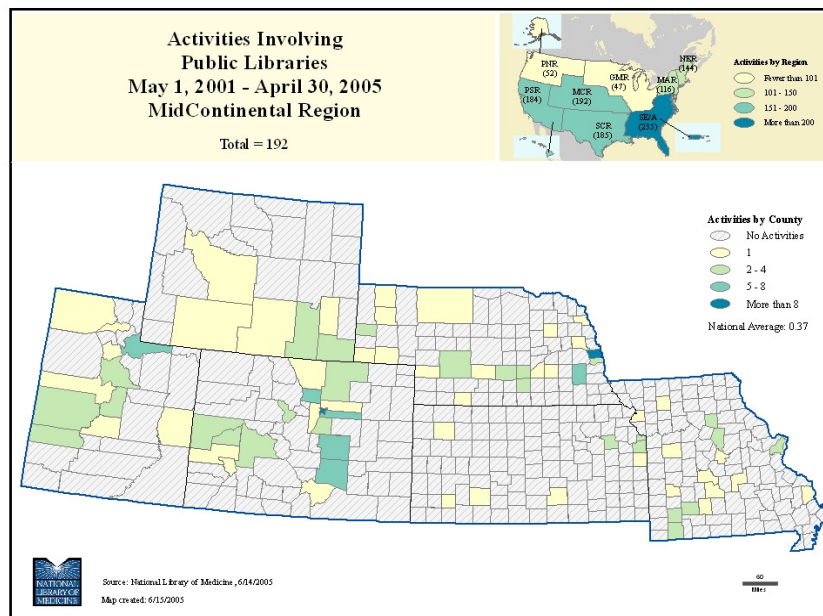 Activities Involving
Public Libraries
May 1, 2001 - April 30, 2005
MidContinental Region
Total = 192
PNR
(52)
GMR
(47)
NER
(144)
MAR
(116)
PSR
(184)
MCR
(192)
SE/A
(235)
SCR
(185)
Activities by Region
Fewer than 101
101 - 150
151 - 200
More than 200
Activities by County
No Activities
1
2 - 4
5 - 8
More than 8
National Average: 0.37
NATIONAL
LIBRARY OF
MEDICINE
Source: National Library of Medicine, 6/14/2005
Map created: 6/15/2005
60
Miles